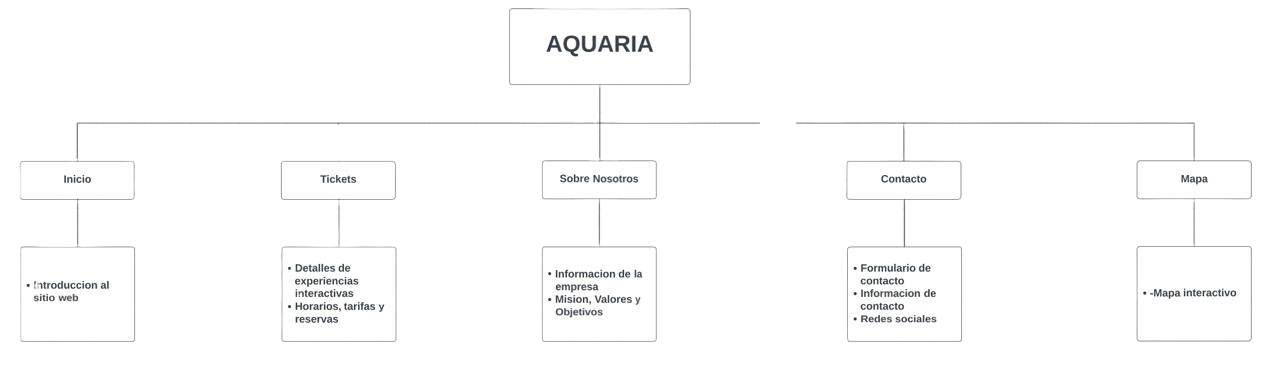 AQUARIA
Inicio
Tickets
Sobre Nosotros
Contacto
Mapa
• Introduccion al
sitio web
• Detalles de
experiencias
interactivas
• Horarios, tarifas y
reservas
• Informacion de la
empresa
• Mision, Valores y
Objetivos
• Formulario de
contacto
• Informacion de
contacto
• Redes sociales
• -Mapa interactivo